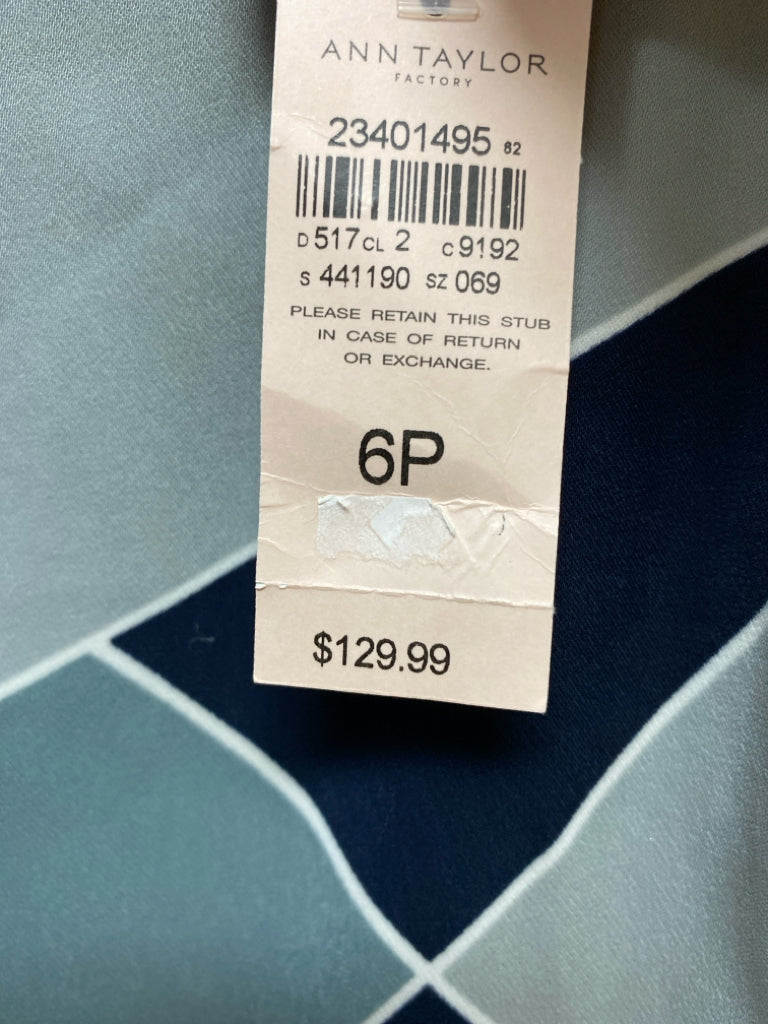 ANN TAYLOR
FACTORY
23401495 82
D 517 CL 2 C 9192
S 441190 SZ 069
PLEASE RETAIN THIS STUB
IN CASE OF RETURN
OR EXCHANGE.
6P
$129.99